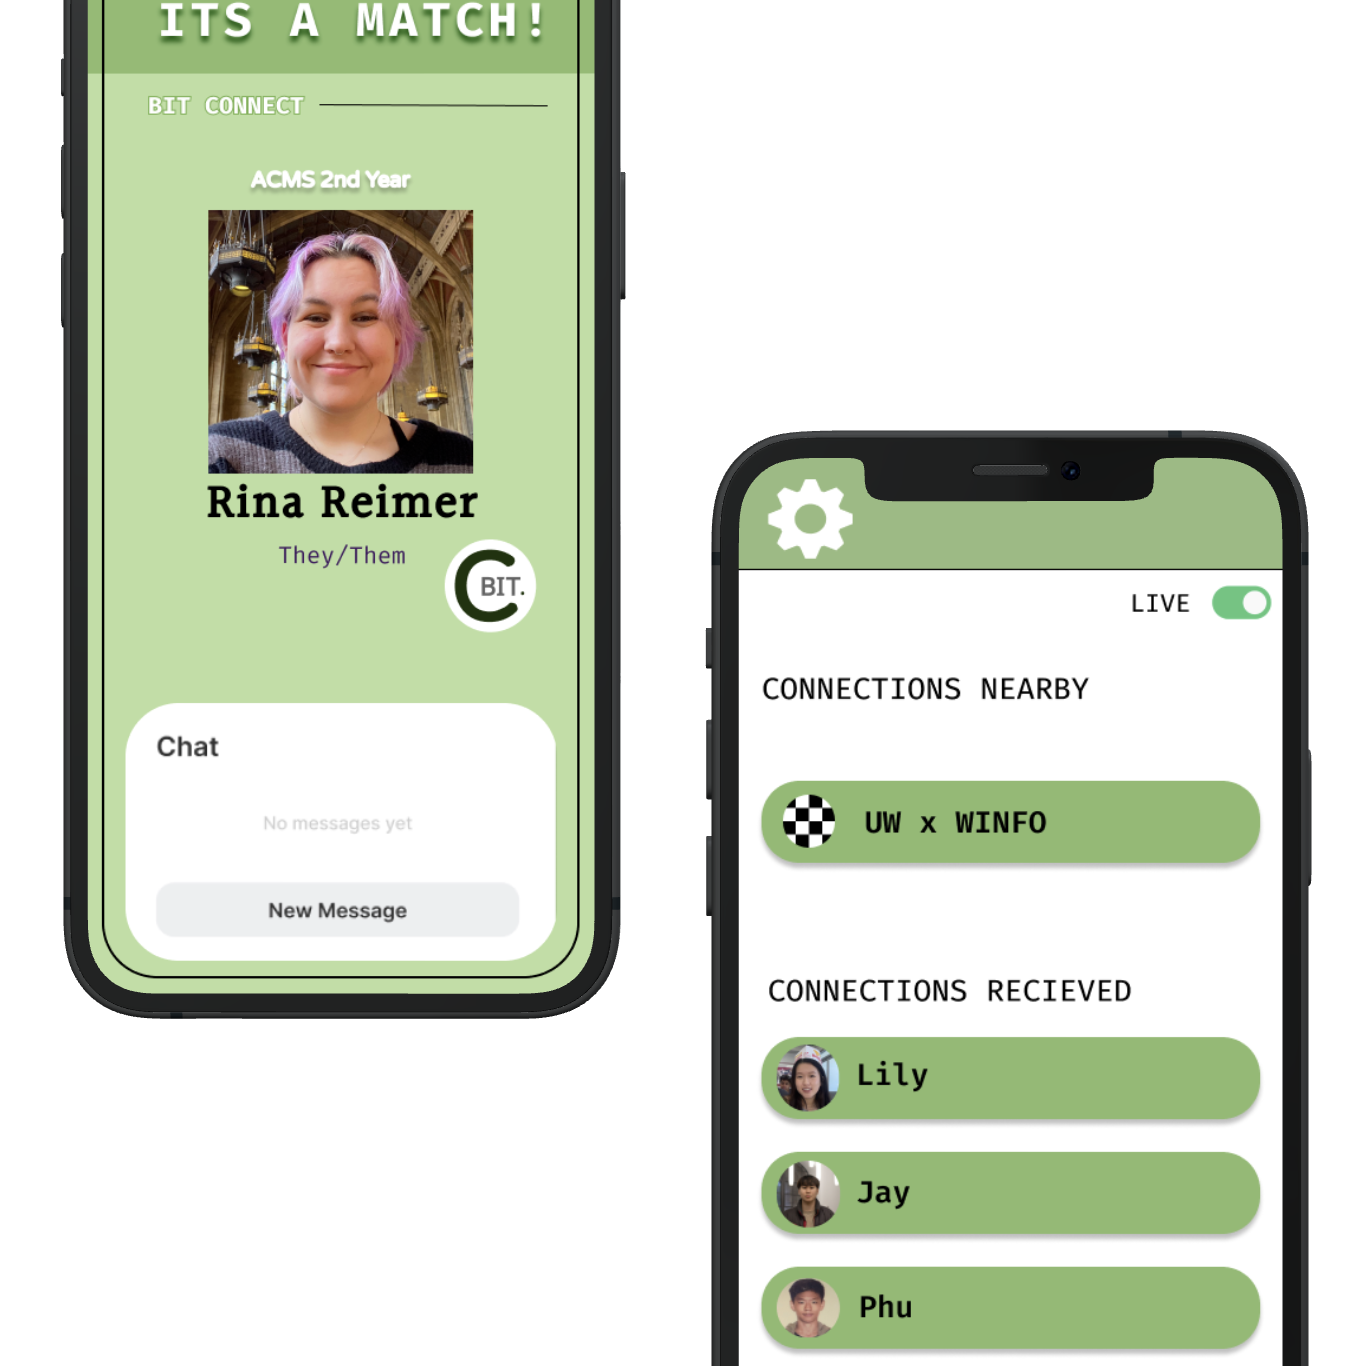 ITS A MATCH!
BIT CONNECT
ACMS 2nd Year
Rina Reimer
They/Them
C BIT.
Chat
No messages yet
New Message
LIVE
CONNECTIONS NEARBY
UW x WINFO
CONNECTIONS RECIEVED
Lily
Jay
Phu